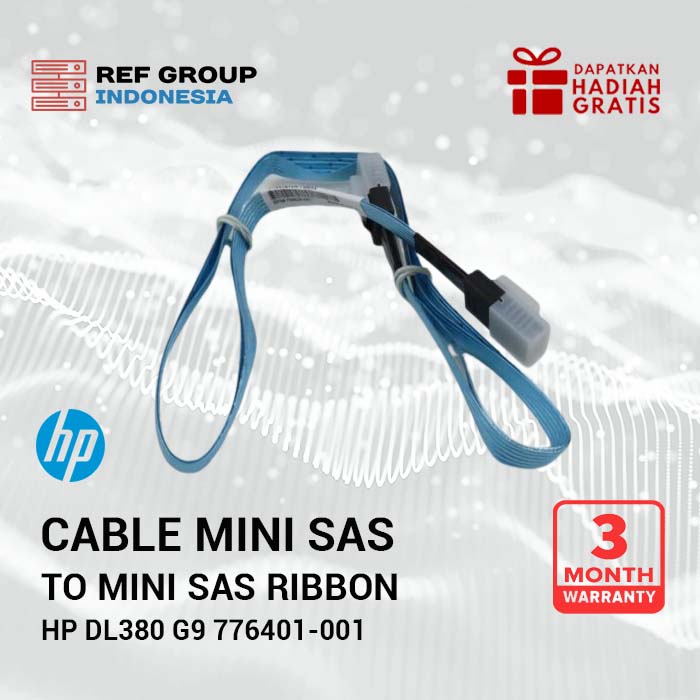 REF GROUP
INDONESIA
DAPATKAN
HADIAH
GRATIS
hp
CABLE MINI SAS
TO MINI SAS RIBBON
HP DL380 G9 776401-001
3
MONTH
WARRANTY